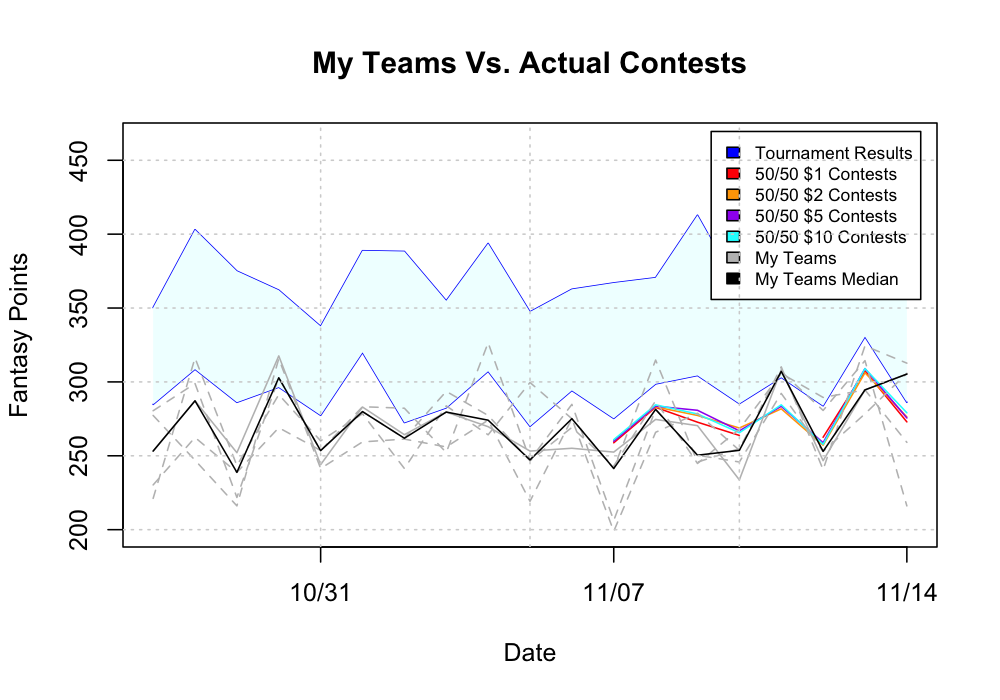 My Teams Vs. Actual Contests
Fantasy Points
450
400
350
300
250
200
Tournament Results
50/50 $1 Contests
50/50 $2 Contests
50/50 $5 Contests
50/50 $10 Contests
My Teams
My Teams Median
10/31
11/07
11/14
Date